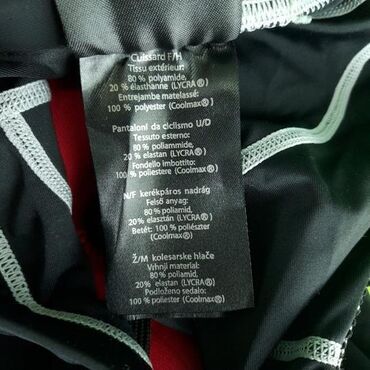 Cuissard F/H
Tissu extérieur:
80 % polyamide,
20 % élasthanne (LYCRA®)
Entrejambe matelassé:
100 % polyester (Coolmax®)
Pantaloni da ciclismo U/D
Tessuto esterno:
80 % poliammide,
20 % elastan (LYCRA®)
Fondello imbottito:
100 % poliestere (Coolmax®)
N/F kerékpáros nadrág
Felső anyag:
80 % poliamid,
20% elasztán (LYCRA®)
Betét: 100 % poliészter
(Coolmax®)
Ž/M kolesarske hlače
Vrhnji material:
80 % poliamid,
20% elastan (LYCRA®)
Podloženo sedalo:
100 % poliester (Coolmax®)